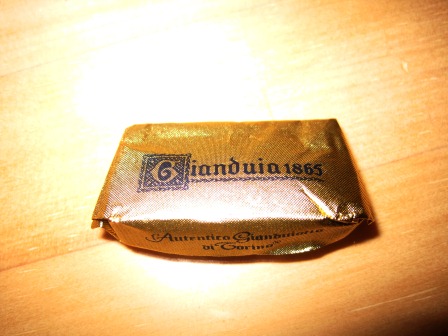 Gianduia 1865
l'Autentico Gianduiotto
di Torino